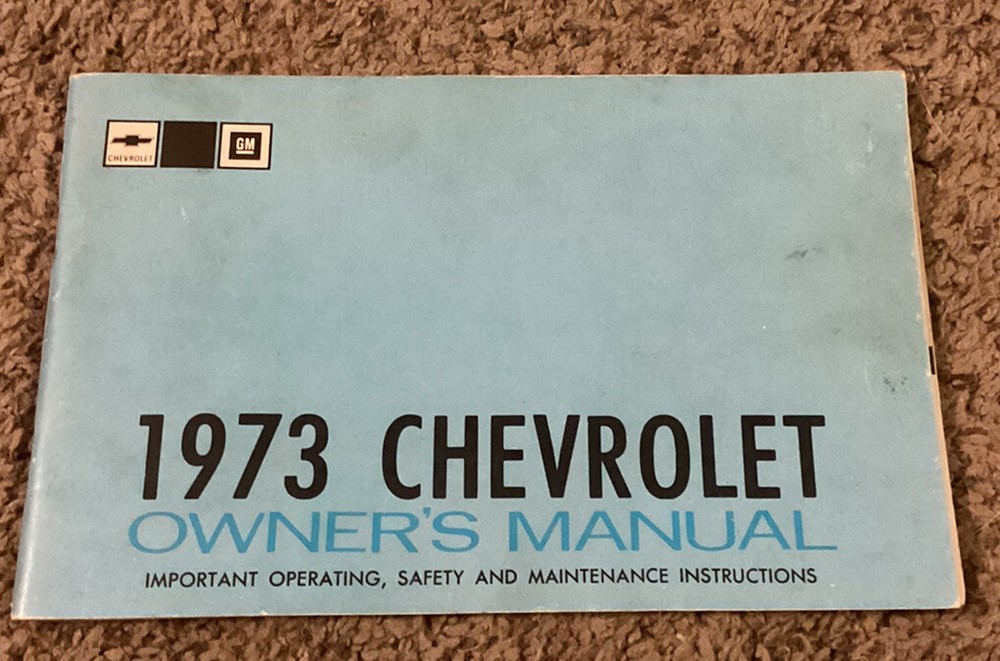 CHEVROLET
GM
1973 CHEVROLET
OWNER'S MANUAL
IMPORTANT OPERATING, SAFETY AND MAINTENANCE INSTRUCTIONS